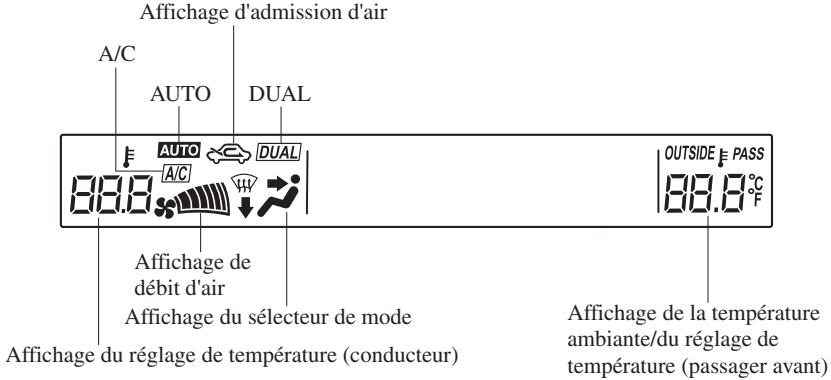 Affichage d'admission d'air
A/C
AUTO DUAL
AUTO DUAL
OUTSIDE PASS
A/C
88.8
88.8 °C
°F
Affichage de
débit d'air
Affichage du sélecteur de mode
Affichage du réglage de température (conducteur)
Affichage de la température
ambiante/du réglage de
température (passager avant)